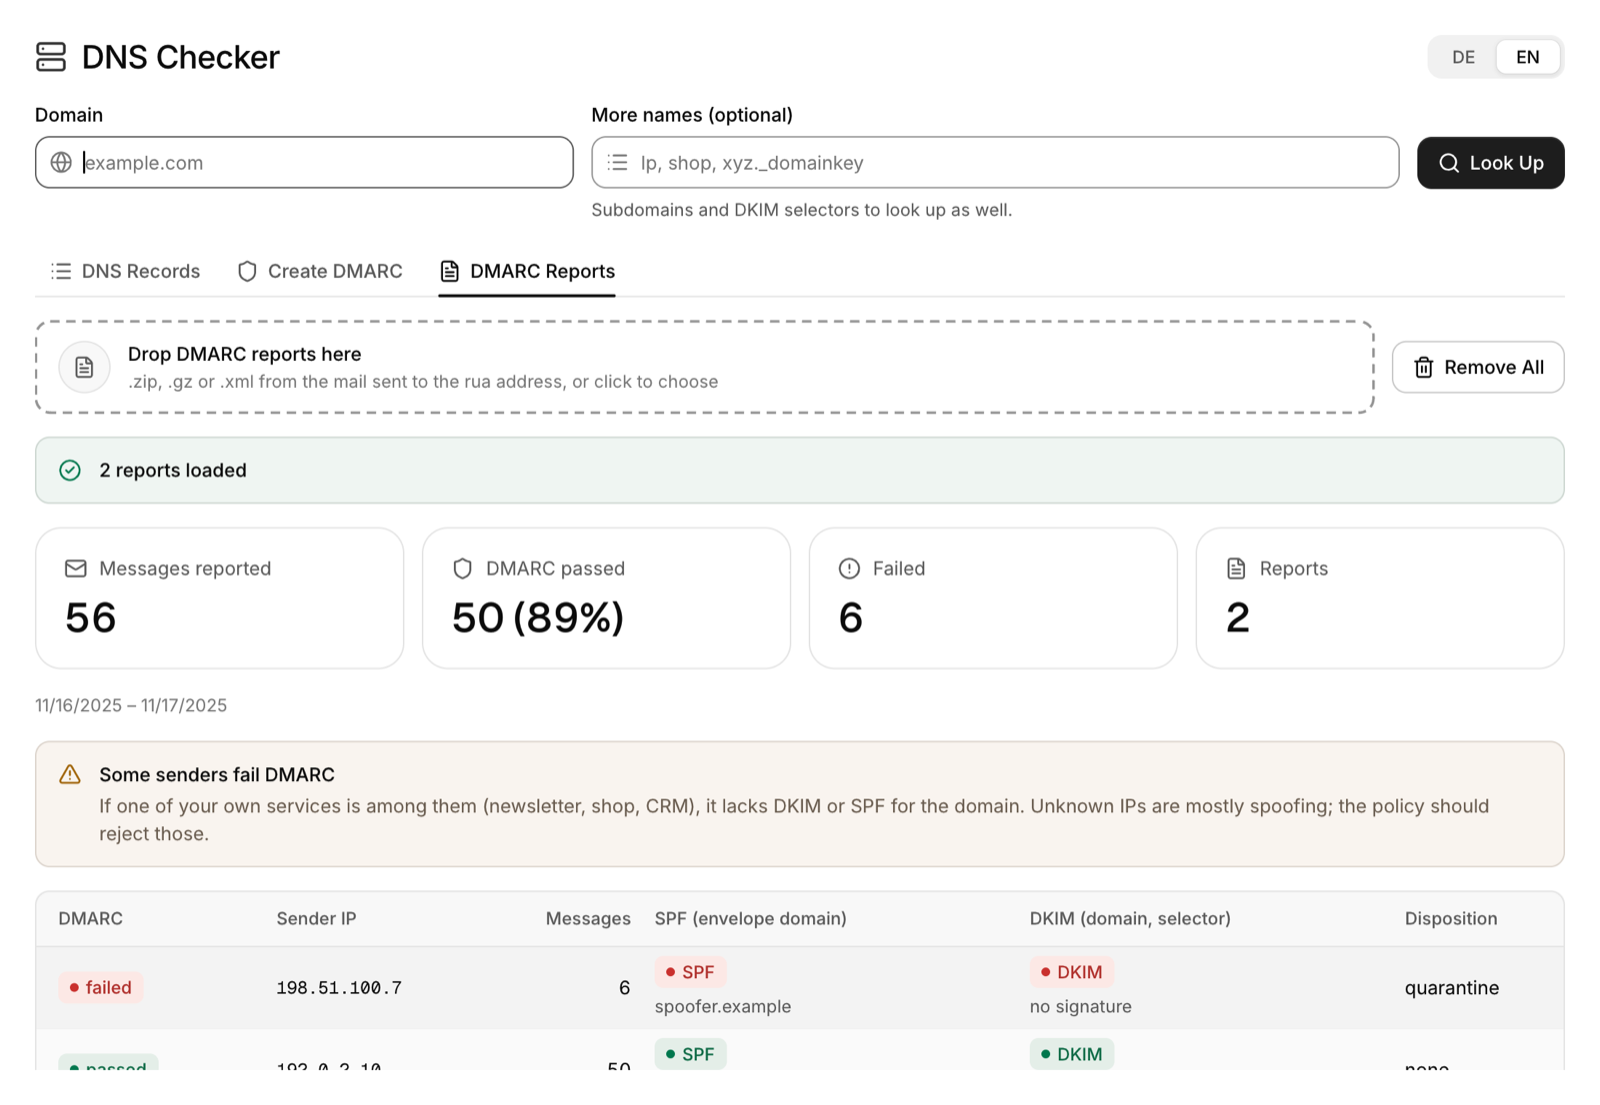 DNS Checker
DE
EN
Domain
More names (optional)
example.com
lp, shop, xyz._domainkey
Look Up
Subdomains and DKIM selectors to look up as well.
DNS Records
Create DMARC
DMARC Reports
Drop DMARC reports here
.zip, .gz or .xml from the mail sent to the rua address, or click to choose
Remove All
2 reports loaded
Messages reported
56
DMARC passed
50 (89%)
Failed
6
Reports
2
11/16/2025 – 11/17/2025
Some senders fail DMARC
If one of your own services is among them (newsletter, shop, CRM), it lacks DKIM or SPF for the domain. Unknown IPs are mostly spoofing; the policy should
reject those.
DMARC Sender IP Messages SPF (envelope domain) DKIM (domain, selector) Disposition
failed 198.51.100.7 6 SPF DKIM quarantine
spoofer.example no signature
passed 192.0.2.10 50 SPF DKIM none